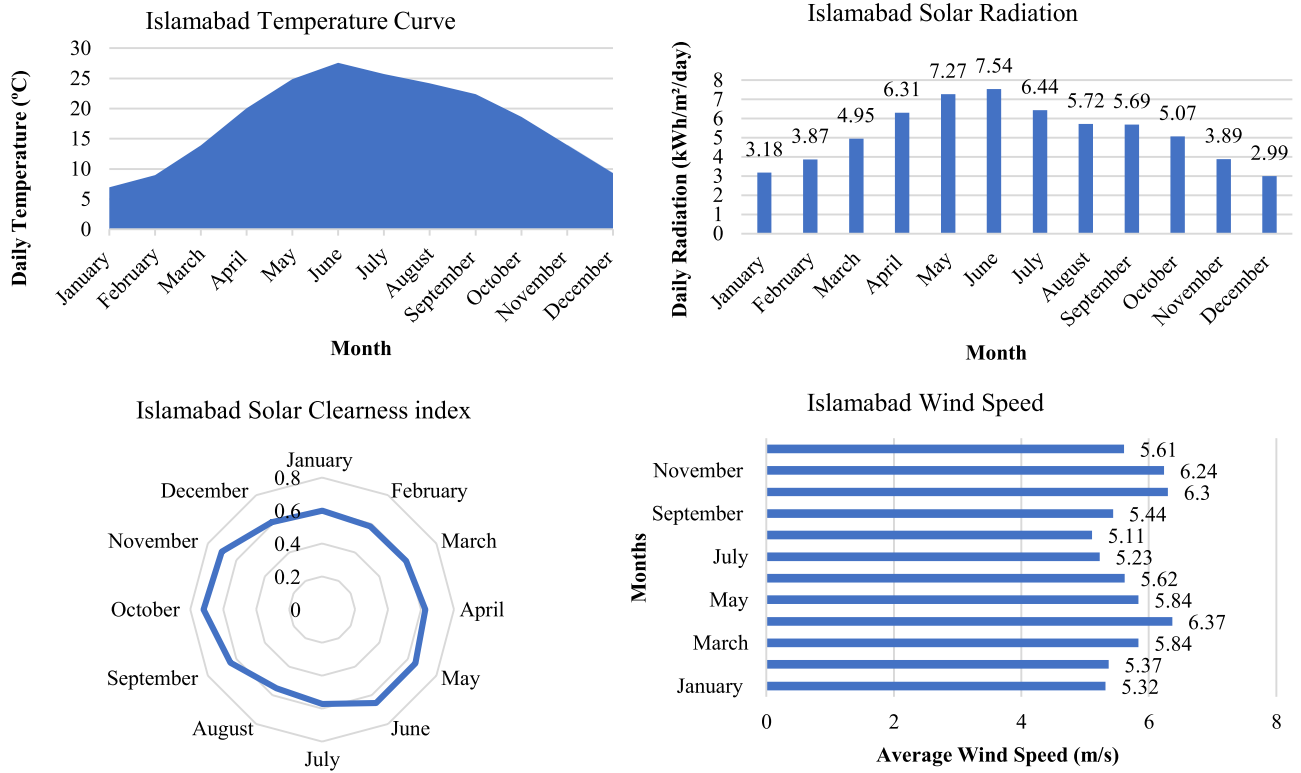 Islamabad Temperature Curve
Daily Temperature (ºC)
30
25
20
15
10
5
0
January
February
March
April
May
June
July
August
September
October
November
December
Month
Islamabad Solar Radiation
Daily Radiation (kWh/m²/day)
8
7
6
5
4
3
2
1
0
3.18
3.87
4.95
6.31
7.27
7.54
6.44
5.72
5.69
5.07
3.89
2.99
January
February
March
April
May
June
July
August
September
October
November
December
Month
Islamabad Solar Clearness index
January
February
March
April
May
June
July
August
September
October
November
December
0.8
0.6
0.4
0.2
0
Islamabad Wind Speed
Months
5.61
November 6.24
6.3
September 5.44
5.11
July 5.23
5.62
May 5.84
6.37
March 5.84
5.37
January 5.32
0 2 4 6 8
Average Wind Speed (m/s)